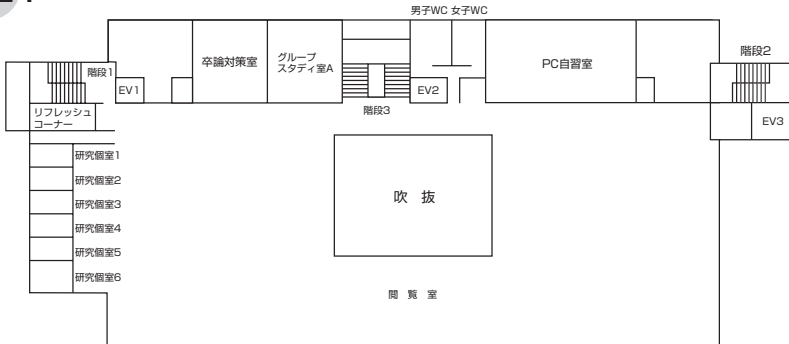 男子WC 女子WC
階段1
卒論対策室
グループ
スタディ室A
PC自習室
階段2
EV1
EV2
階段3
リフレッシュ
コーナー
EV3
研究個室1
研究個室2
研究個室3
研究個室4
研究個室5
研究個室6
吹 抜
閲 覧 室